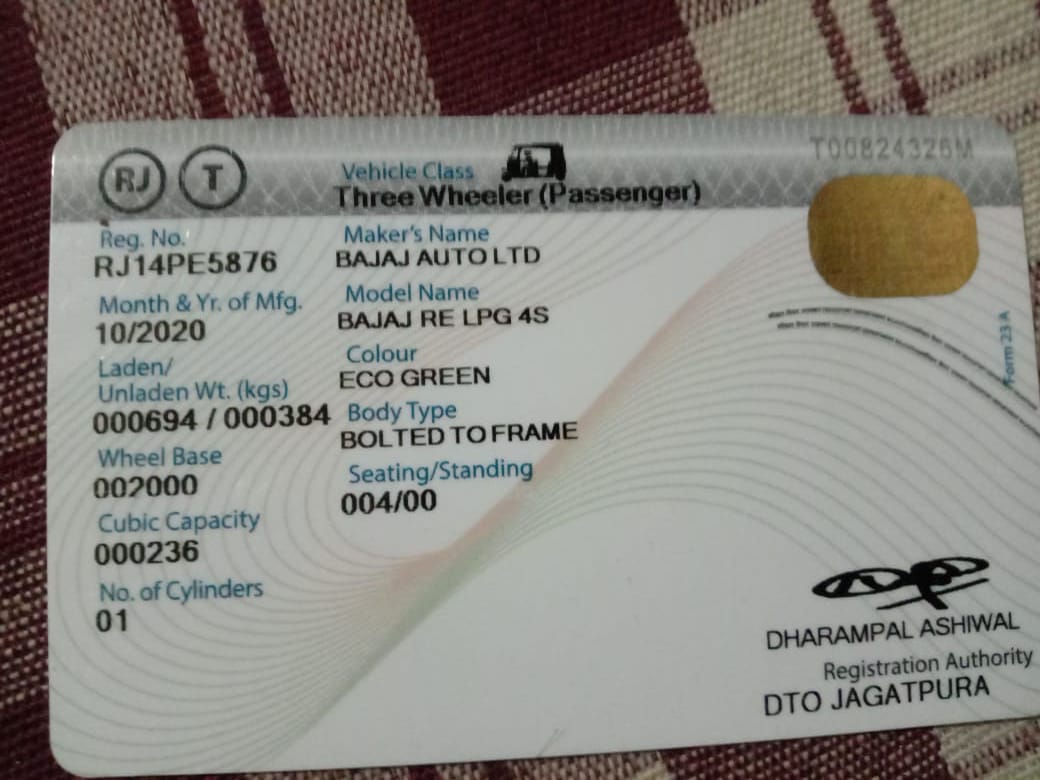 RJ T
Vehicle Class
Three Wheeler (Passenger)
T00824326M
Reg. No.
RJ14PE5876
Month & Yr. of Mfg.
10/2020
Laden/
Unladen Wt. (kgs)
000694 / 000384
Wheel Base
002000
Cubic Capacity
000236
No. of Cylinders
01
Maker's Name
BAJAJ AUTO LTD
Model Name
BAJAJ RE LPG 4S
Colour
ECO GREEN
Body Type
BOLTED TO FRAME
Seating/Standing
004/00
Form 23 A
DHARAMPAL ASHIWAL
Registration Authority
DTO JAGATPURA